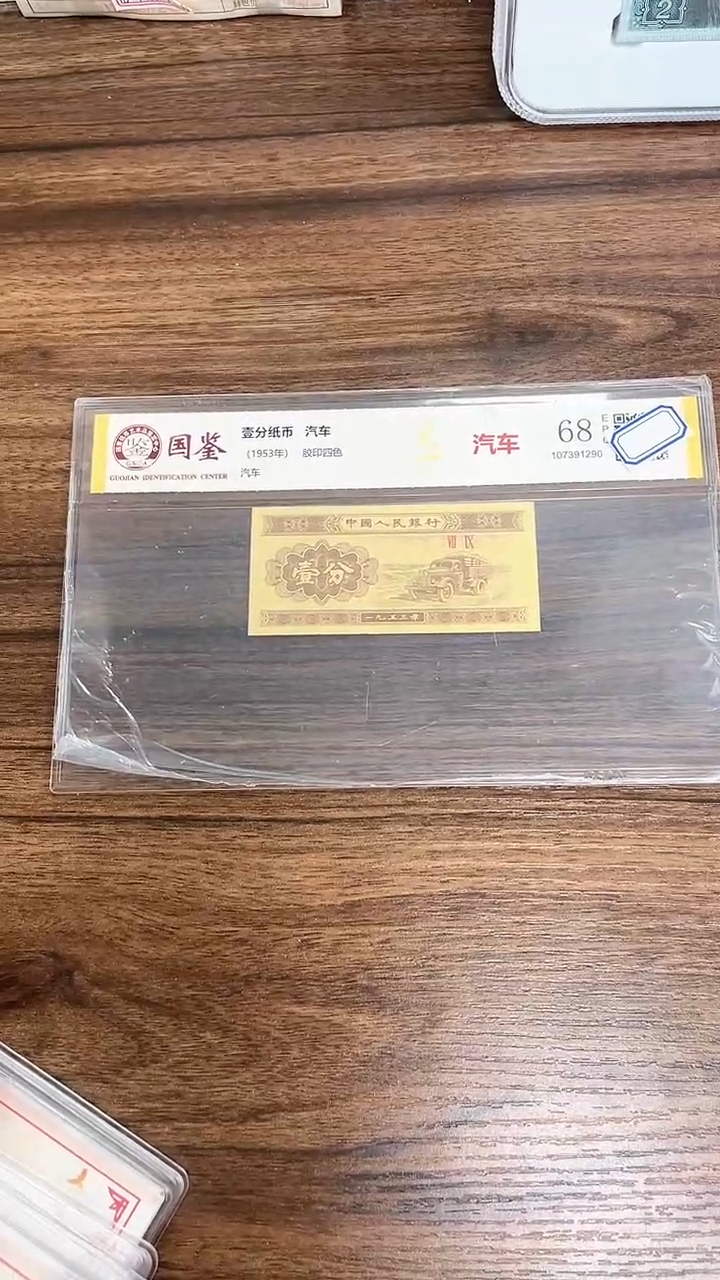 2
国鉴
GUOJIAN IDENTIFICATION CENTER
壹分纸币 汽车
(1953年) 胶印四色
汽车
汽车
68
E
P
107391290
中國人民銀行
VII IX
壹分
一九五三年